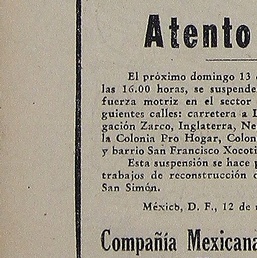 Atento
El próximo domingo 13
las 16.00 horas, se suspende
fuerza motriz en el sector
guientes calles: carretera a
gación Zarco, Inglaterra, Ne
la Colonia Pro Hogar, Colon
y barrio San Francisco Xocoti
Esta suspensión se hace p
trabajos de reconstrucción d
San Simón.
México, D. F., 12 de
Compañía Mexicana